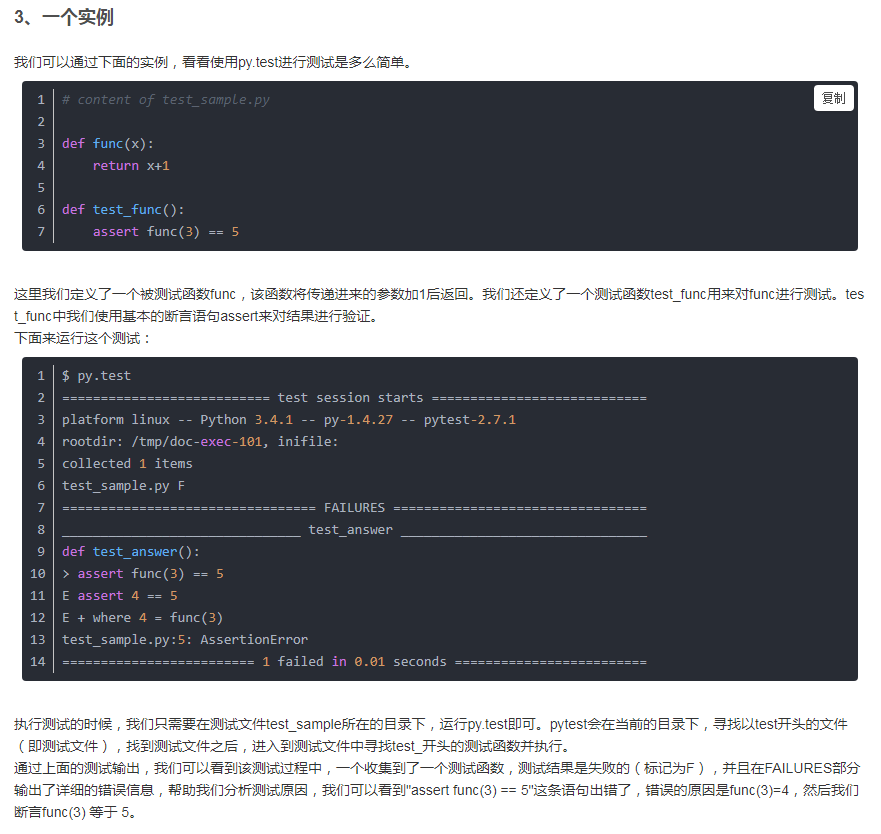 3、一个实例
我们可以通过下面的实例，看看使用py.test进行测试是多么简单。
复制
1 # content of test_sample.py
2
3 def func(x):
4     return x+1
5
6 def test_func():
7     assert func(3) == 5
这里我们定义了一个被测试函数func，该函数将传递进来的参数加1后返回。我们还定义了一个测试函数test_func用来对func进行测试。tes
t_func中我们使用基本的断言语句assert来对结果进行验证。
下面来运行这个测试：
1 $ py.test
2 =========================== test session starts ============================
3 platform linux -- Python 3.4.1 -- py-1.4.27 -- pytest-2.7.1
4 rootdir: /tmp/doc-exec-101, inifile:
5 collected 1 items
6 test_sample.py F
7 ================================= FAILURES =================================
8 _______________________________ test_answer ________________________________
9 def test_answer():
10 > assert func(3) == 5
11 E assert 4 == 5
12 E + where 4 = func(3)
13 test_sample.py:5: AssertionError
14 ========================= 1 failed in 0.01 seconds =========================
执行测试的时候，我们只需要在测试文件test_sample所在的目录下，运行py.test即可。pytest会在当前的目录下，寻找以test开头的文件
（即测试文件），找到测试文件之后，进入到测试文件中寻找test_开头的测试函数并执行。
通过上面的测试输出，我们可以看到该测试过程中，一个收集到了一个测试函数，测试结果是失败的（标记为F），并且在FAILURES部分
输出了详细的错误信息，帮助我们分析测试原因，我们可以看到"assert func(3) == 5"这条语句出错了，错误的原因是func(3)=4，然后我们
断言func(3) 等于 5。